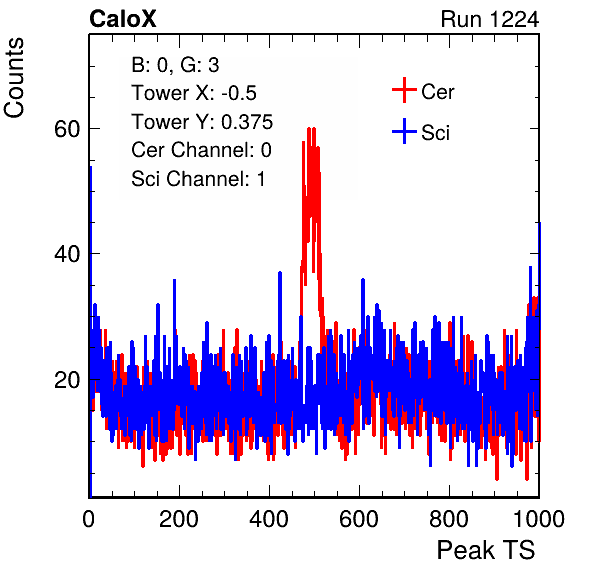 CaloX Run 1224
Counts
B: 0, G: 3
Tower X: -0.5
Tower Y: 0.375
Cer Channel: 0
Sci Channel: 1
Cer
Sci
60
40
20
0 200 400 600 800 1000
Peak TS